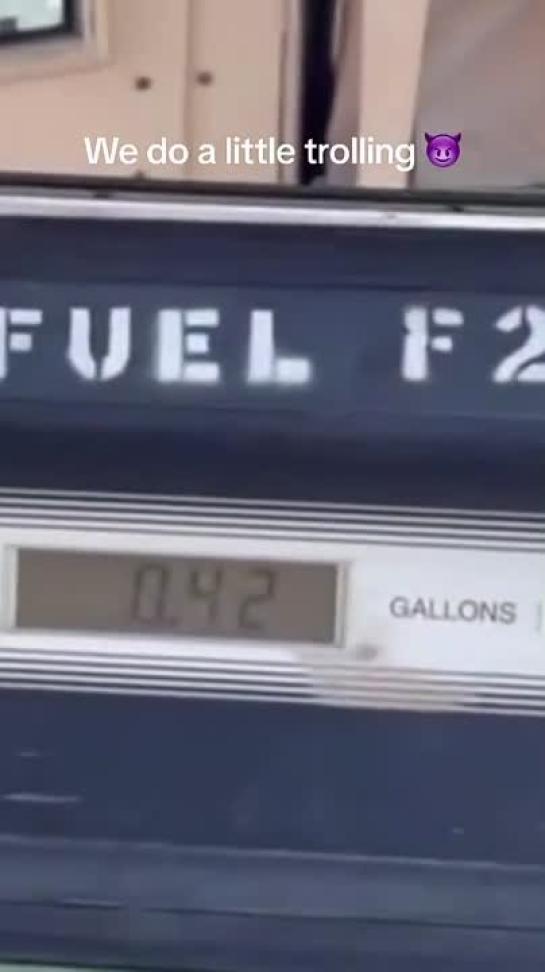 We do a little trolling 😈
FUEL F2
0.42
GALLONS